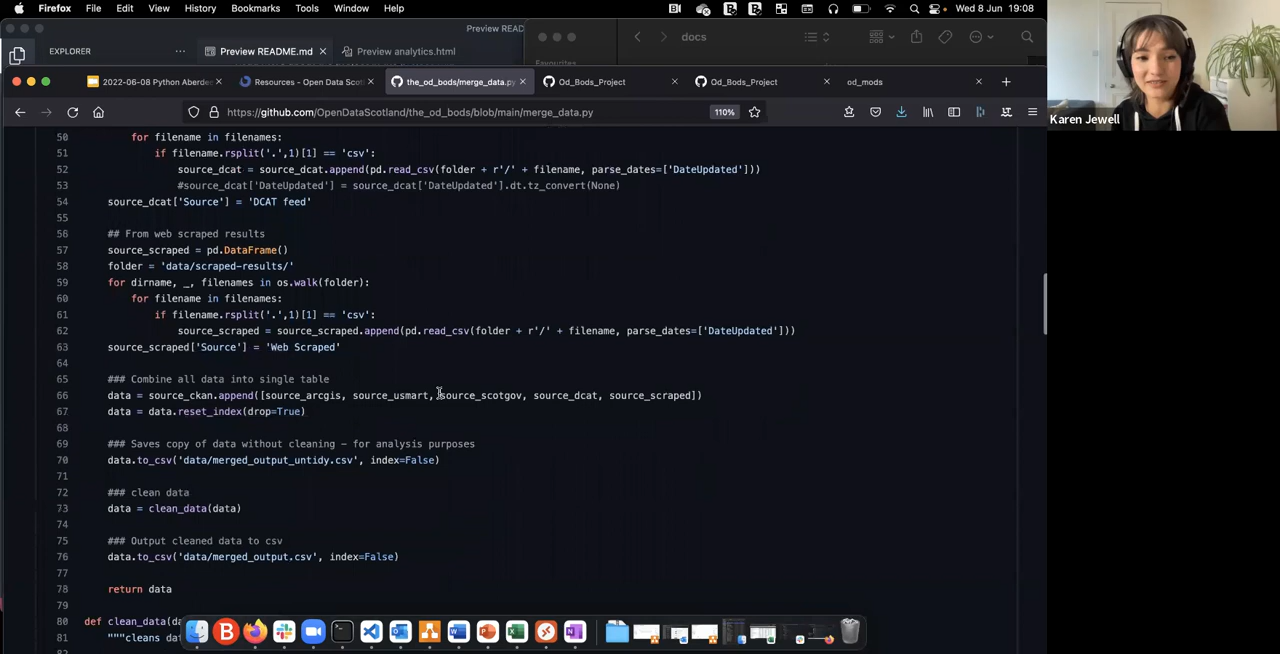 Firefox File Edit View History Bookmarks Tools Window Help Wed 8 Jun 19:08
Preview READ
docs
EXPLORER ··· Preview README.md Preview analytics.html
Favourites
2022-06-08 Python Aberde Resources - Open Data Scot the_od_bods/merge_data.py Od_Bods_Project Od_Bods_Project od_mods
https://github.com/OpenDataScotland/the_od_bods/blob/main/merge_data.py 110%
Karen Jewell
50 for filename in filenames:
51 if filename.rsplit('.',1)[1] == 'csv':
52 source_dcat = source_dcat.append(pd.read_csv(folder + r'/' + filename, parse_dates=['DateUpdated']))
53 #source_dcat['DateUpdated'] = source_dcat['DateUpdated'].dt.tz_convert(None)
54 source_dcat['Source'] = 'DCAT feed'
55
56 ## From web scraped results
57 source_scraped = pd.DataFrame()
58 folder = 'data/scraped-results/'
59 for dirname, _, filenames in os.walk(folder):
60 for filename in filenames:
61 if filename.rsplit('.',1)[1] == 'csv':
62 source_scraped = source_scraped.append(pd.read_csv(folder + r'/' + filename, parse_dates=['DateUpdated']))
63 source_scraped['Source'] = 'Web Scraped'
64
65 ### Combine all data into single table
66 data = source_ckan.append([source_arcgis, source_usmart, source_scotgov, source_dcat, source_scraped])
67 data = data.reset_index(drop=True)
68
69 ### Saves copy of data without cleaning - for analysis purposes
70 data.to_csv('data/merged_output_untidy.csv', index=False)
71
72 ### clean data
73 data = clean_data(data)
74
75 ### Output cleaned data to csv
76 data.to_csv('data/merged_output.csv', index=False)
77
78 return data
79
80 def clean_data(da
81 """cleans dat